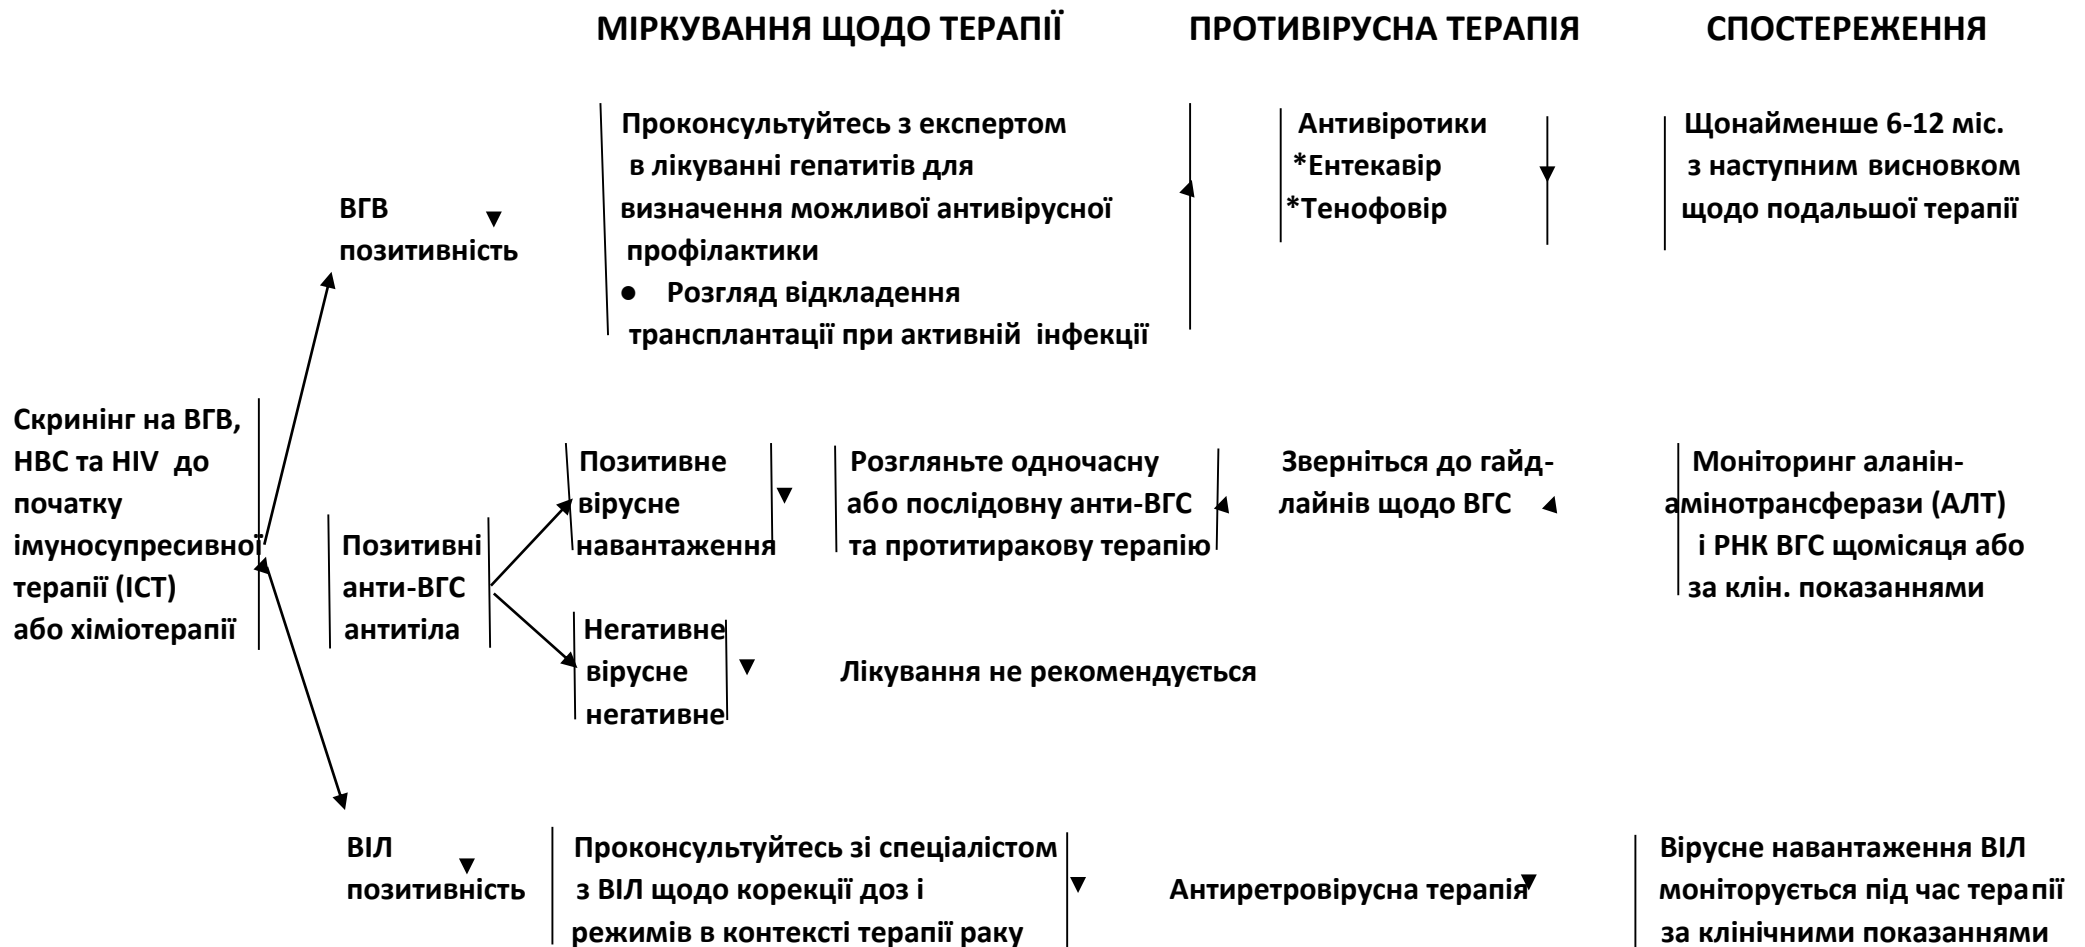 МІРКУВАННЯ ЩОДО ТЕРАПІЇ
ПРОТИВІРУСНА ТЕРАПІЯ
СПОСТЕРЕЖЕННЯ
ВГВ
позитивність
Проконсультуйтесь з експертом
в лікуванні гепатитів для
визначення можливої антивірусної
профілактики
● Розгляд відкладення
трансплантації при активній інфекції
Антивіротики
*Ентекавір
*Тенофовір
Щонайменше 6-12 міс.
з наступним висновком
щодо подальшої терапії
Скринінг на ВГВ,
НВС та HIV до
початку
імуносупресивної
терапії (ІСТ)
або хіміотерапії
Позитивні
анти-ВГС
антитіла
Позитивне
вірусне
навантаження
Розгляньте одночасну
або послідовну анти-ВГС
та протитиракову терапію
Зверніться до гайд-
лайнів щодо ВГС
Моніторинг аланін-
амінотрансферази (АЛТ)
і РНК ВГС щомісяця або
за клін. показаннями
Негативне
вірусне
негативне
Лікування не рекомендується
ВІЛ
позитивність
Проконсультуйтесь зі спеціалістом
з ВІЛ щодо корекції доз і
режимів в контексті терапії раку
Антиретровірусна терапія
Вірусне навантаження ВІЛ
моніторується під час терапії
за клінічними показаннями